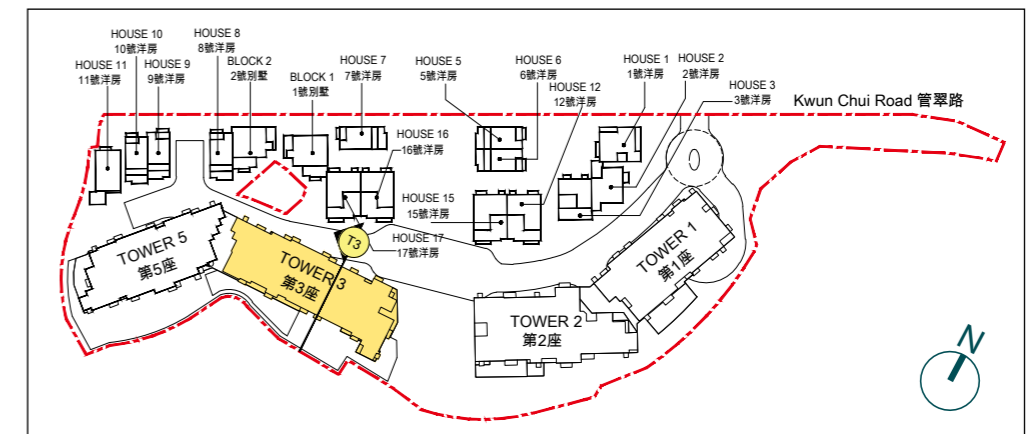 HOUSE 10
10號洋房
HOUSE 8
8號洋房
HOUSE 11
11號洋房
HOUSE 9
9號洋房
BLOCK 2
2號別墅
BLOCK 1
1號別墅
HOUSE 7
7號洋房
HOUSE 5
5號洋房
HOUSE 6
6號洋房
HOUSE 12
12號洋房
HOUSE 1
1號洋房
HOUSE 2
2號洋房
HOUSE 3
3號洋房
Kwun Chui Road 管翠路
HOUSE 16
16號洋房
HOUSE 15
15號洋房
HOUSE 17
17號洋房
T3
TOWER 5
第5座
TOWER 3
第3座
TOWER 1
第1座
TOWER 2
第2座
N